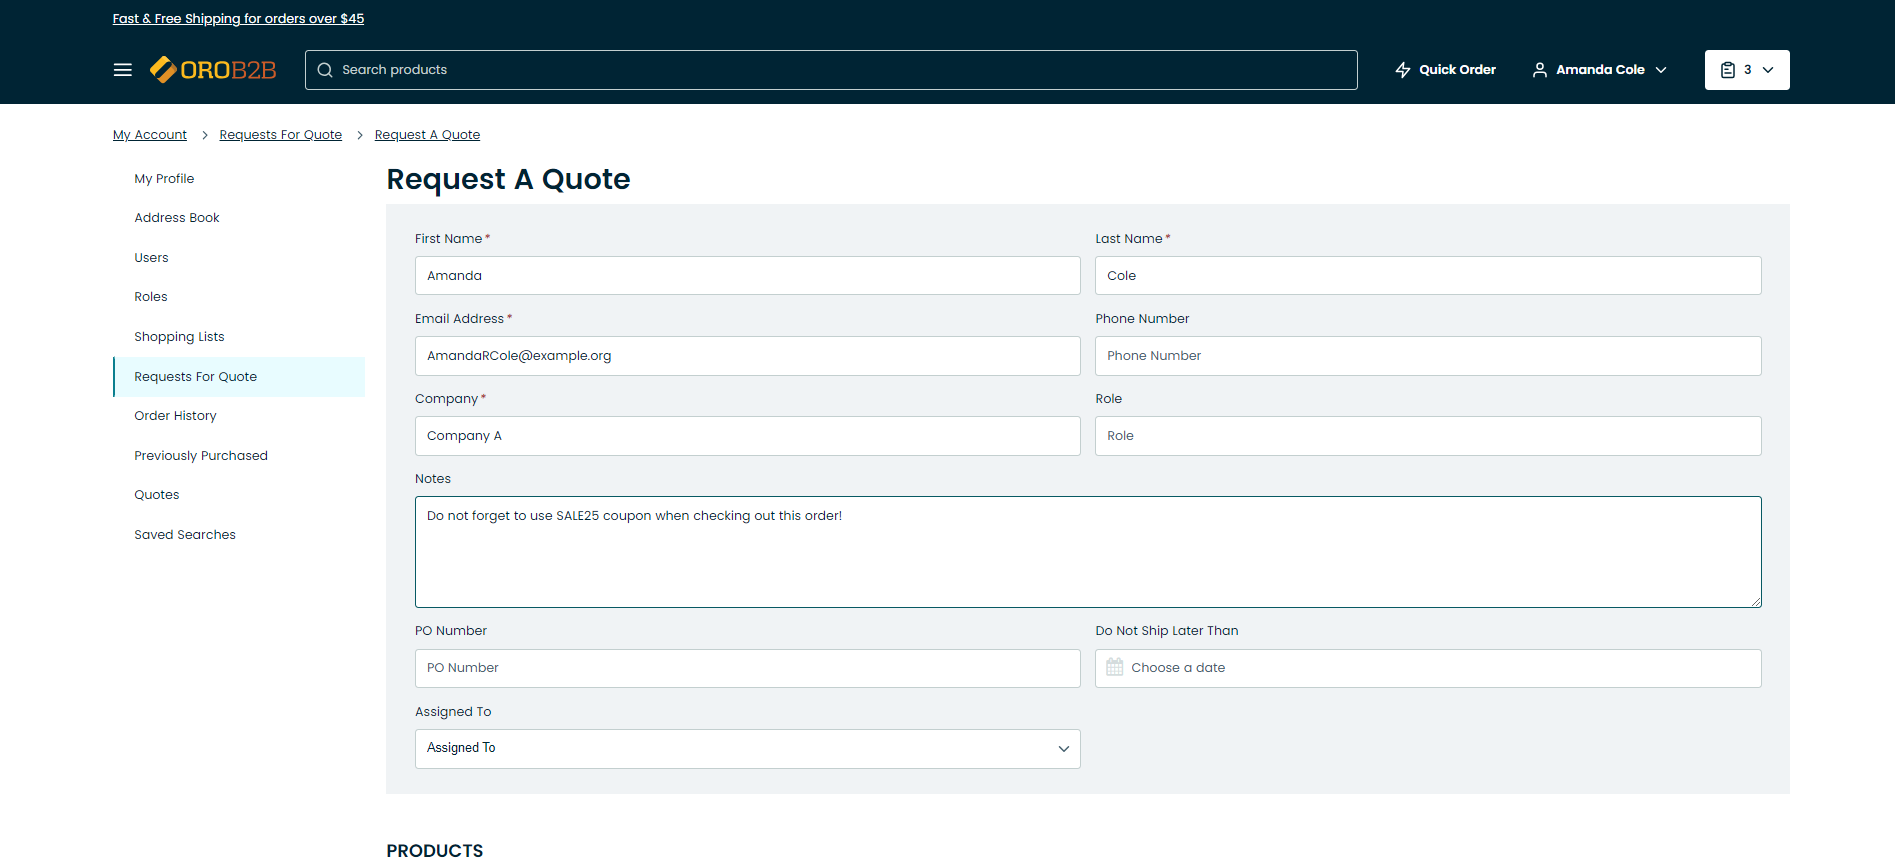 Fast & Free Shipping for orders over $45
OROB2B
Search products
Quick Order
Amanda Cole
3
My Account > Requests For Quote > Request A Quote
My Profile
Address Book
Users
Roles
Shopping Lists
Requests For Quote
Order History
Previously Purchased
Quotes
Saved Searches
Request A Quote
First Name *
Last Name *
Amanda
Cole
Email Address *
Phone Number
AmandaRCole@example.org
Phone Number
Company *
Role
Company A
Role
Notes
Do not forget to use SALE25 coupon when checking out this order!
PO Number
Do Not Ship Later Than
PO Number
Choose a date
Assigned To
Assigned To
PRODUCTS